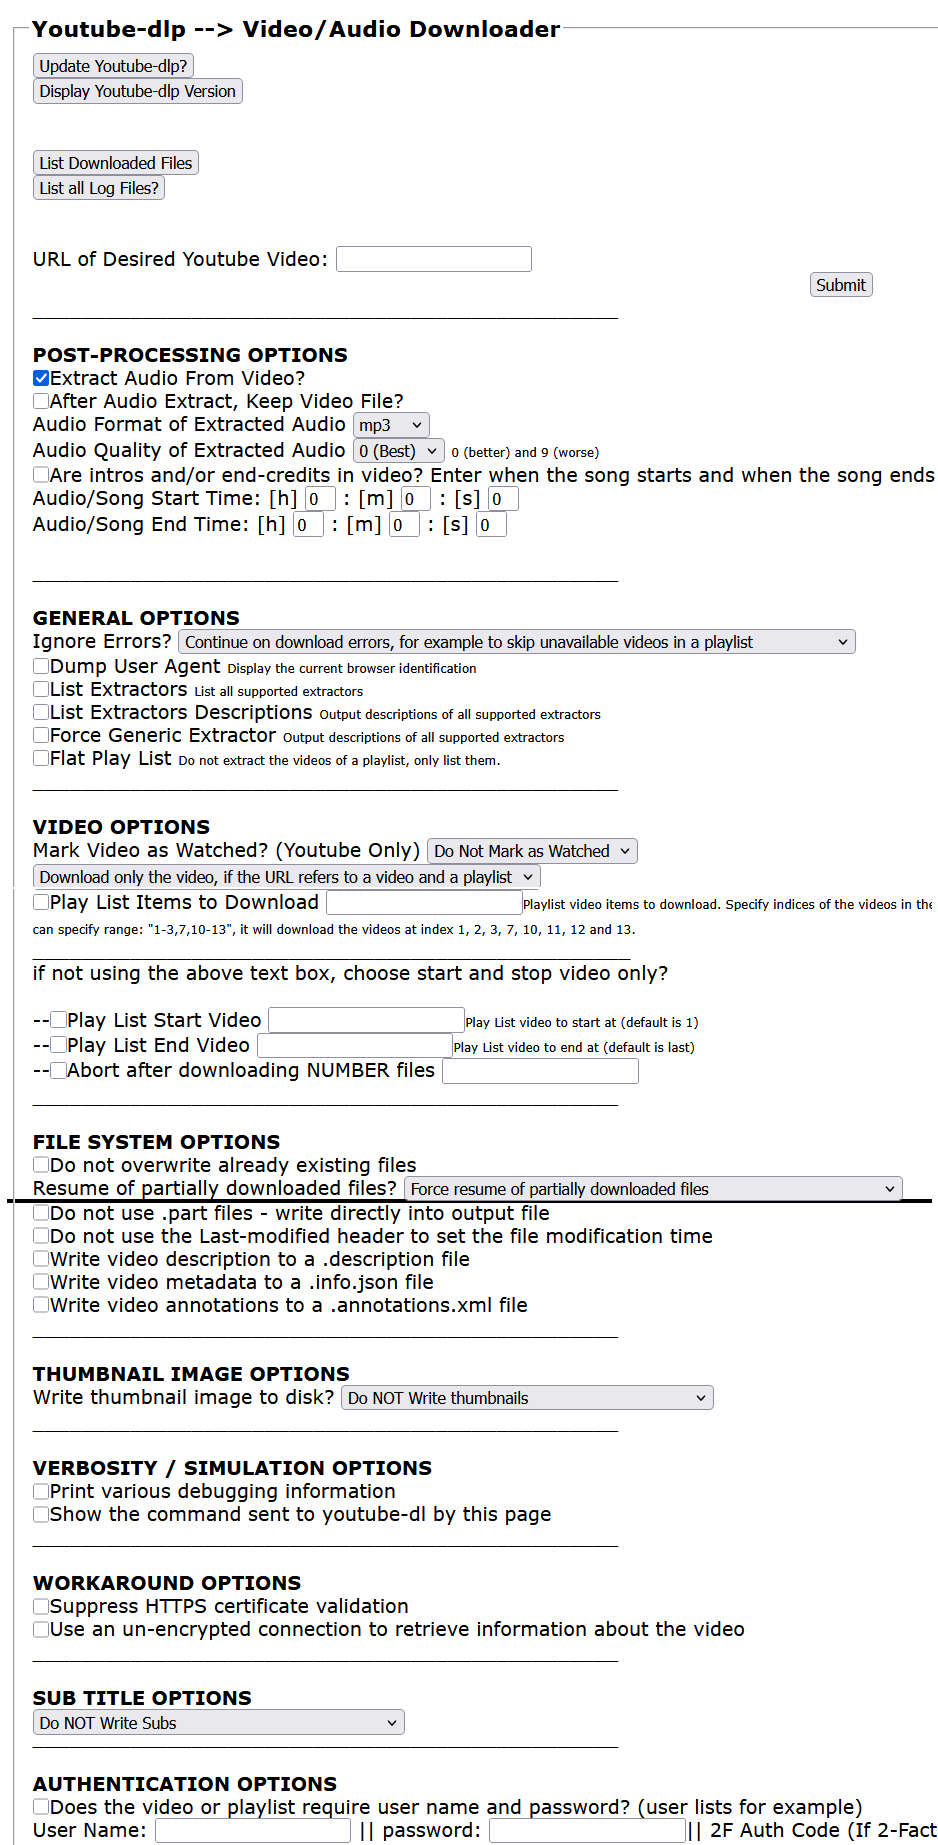 Youtube-dlp --> Video/Audio Downloader
Update Youtube-dlp?
Display Youtube-dlp Version
List Downloaded Files
List all Log Files?
URL of Desired Youtube Video:
Submit
POST-PROCESSING OPTIONS
Extract Audio From Video?
After Audio Extract, Keep Video File?
Audio Format of Extracted Audio mp3
Audio Quality of Extracted Audio 0 (Best) 0 (better) and 9 (worse)
Are intros and/or end-credits in video? Enter when the song starts and when the song ends
Audio/Song Start Time: [h] 0 : [m] 0 : [s] 0
Audio/Song End Time: [h] 0 : [m] 0 : [s] 0
GENERAL OPTIONS
Ignore Errors? Continue on download errors, for example to skip unavailable videos in a playlist
Dump User Agent Display the current browser identification
List Extractors List all supported extractors
List Extractors Descriptions Output descriptions of all supported extractors
Force Generic Extractor Output descriptions of all supported extractors
Flat Play List Do not extract the videos of a playlist, only list them.
VIDEO OPTIONS
Mark Video as Watched? (Youtube Only) Do Not Mark as Watched
Download only the video, if the URL refers to a video and a playlist
Play List Items to Download Playlist video items to download. Specify indices of the videos in the
can specify range: "1-3,7,10-13", it will download the videos at index 1, 2, 3, 7, 10, 11, 12 and 13.
if not using the above text box, choose start and stop video only?
--Play List Start Video Play List video to start at (default is 1)
--Play List End Video Play List video to end at (default is last)
--Abort after downloading NUMBER files
FILE SYSTEM OPTIONS
Do not overwrite already existing files
Resume of partially downloaded files? Force resume of partially downloaded files
Do not use .part files - write directly into output file
Do not use the Last-modified header to set the file modification time
Write video description to a .description file
Write video metadata to a .info.json file
Write video annotations to a .annotations.xml file
THUMBNAIL IMAGE OPTIONS
Write thumbnail image to disk? Do NOT Write thumbnails
VERBOSITY / SIMULATION OPTIONS
Print various debugging information
Show the command sent to youtube-dl by this page
WORKAROUND OPTIONS
Suppress HTTPS certificate validation
Use an un-encrypted connection to retrieve information about the video
SUB TITLE OPTIONS
Do NOT Write Subs
AUTHENTICATION OPTIONS
Does the video or playlist require user name and password? (user lists for example)
User Name: || password: || 2F Auth Code (If 2-Fact